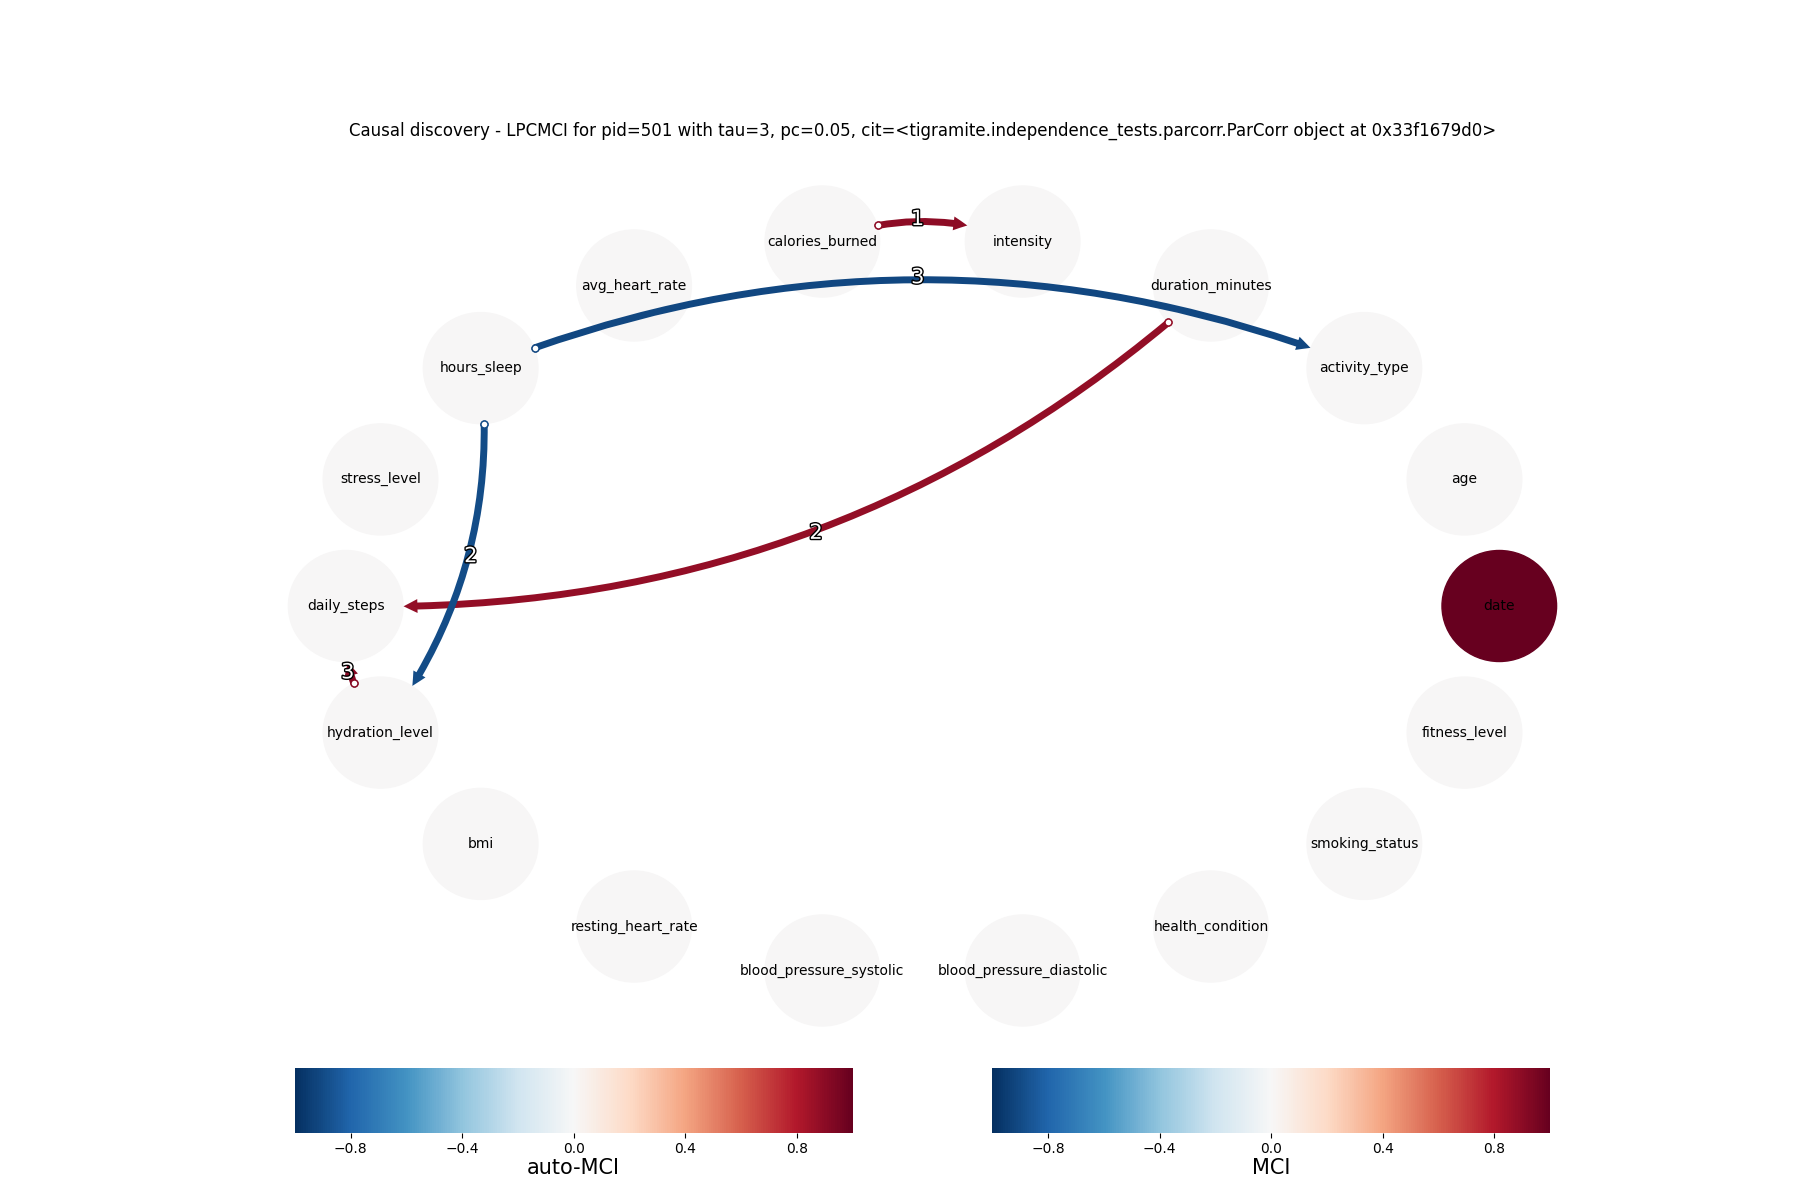 Causal discovery - LPCMCI for pid=501 with tau=3, pc=0.05, cit=<tigramite.independence_tests.parcorr.ParCorr object at 0x33f1679d0>
1
calories_burned
intensity
3
avg_heart_rate
duration_minutes
hours_sleep
activity_type
stress_level
age
2
2
daily_steps
date
3
hydration_level
fitness_level
bmi
smoking_status
resting_heart_rate
health_condition
blood_pressure_systolic
blood_pressure_diastolic
−0.8 −0.4 0.0 0.4 0.8
auto-MCI
−0.8 −0.4 0.0 0.4 0.8
MCI